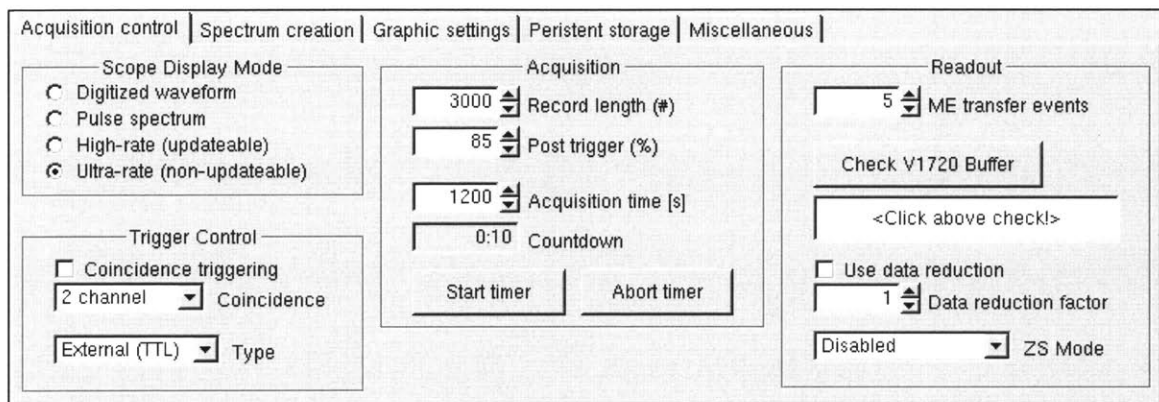 Acquisition control Spectrum creation Graphic settings Peristent storage Miscellaneous
Scope Display Mode
Digitized waveform
Pulse spectrum
High-rate (updateable)
Ultra-rate (non-updateable)
Trigger Control
Coincidence triggering
2 channel Coincidence
External (TTL) Type
Acquisition
3000 Record length (#)
85 Post trigger (%)
1200 Acquisition time [s]
0:10 Countdown
Start timer Abort timer
Readout
5 ME transfer events
Check V1720 Buffer
<Click above check!>
Use data reduction
1 Data reduction factor
Disabled ZS Mode